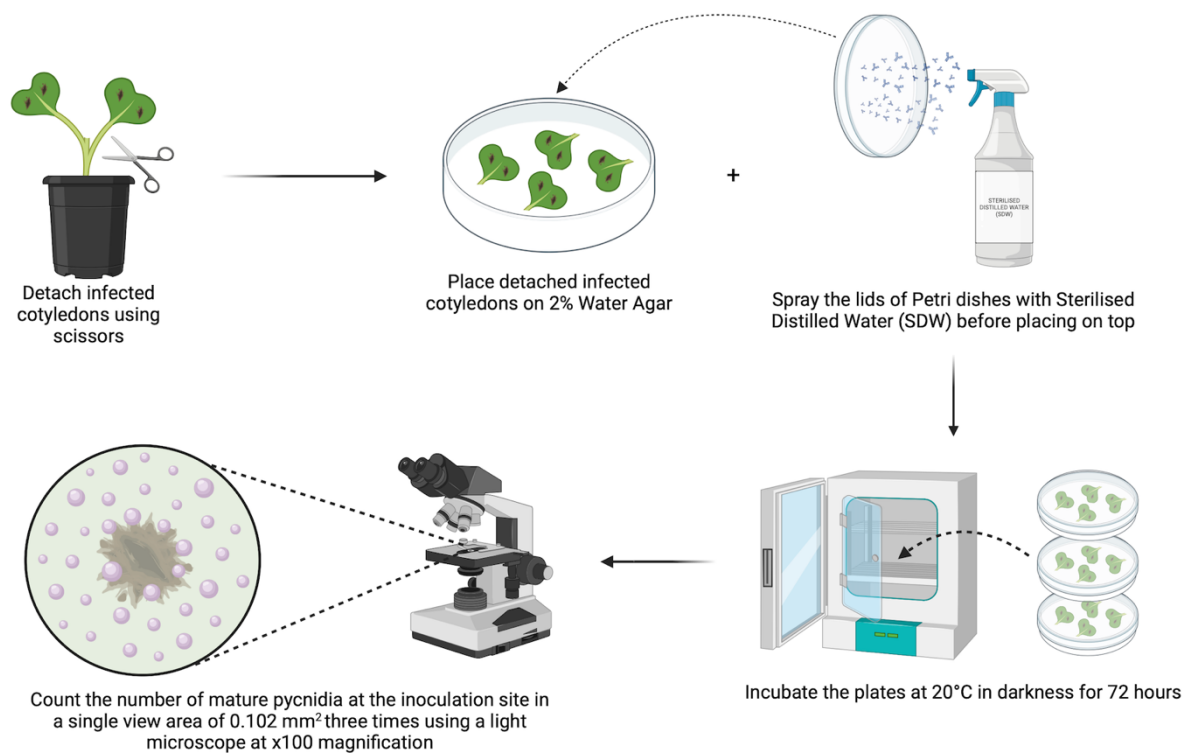 Detach infected
cotyledons using
scissors
Place detached infected
cotyledons on 2% Water Agar
+
STERILISED
DISTILLED WATER
(SDW)
Spray the lids of Petri dishes with Sterilised
Distilled Water (SDW) before placing on top
Count the number of mature pycnidia at the inoculation site in
a single view area of 0.102 mm² three times using a light
microscope at x100 magnification
Incubate the plates at 20°C in darkness for 72 hours